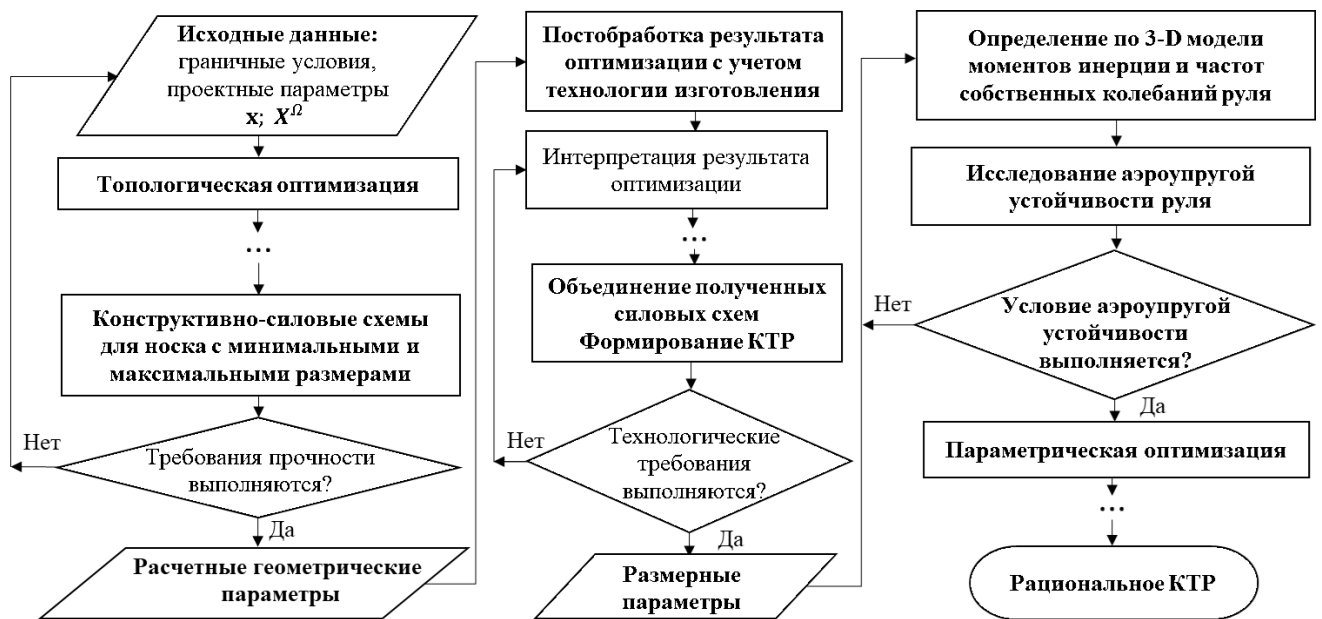 Исходные данные:
граничные условия,
проектные параметры
x; X^Ω
Топологическая оптимизация
...
Конструктивно-силовые схемы
для носка с минимальными и
максимальными размерами
Нет
Требования прочности
выполняются?
Да
Расчетные геометрические
параметры
Постобработка результата
оптимизации с учетом
технологии изготовления
Интерпретация результата
оптимизации
...
Объединение полученных
силовых схем
Формирование КТР
Нет
Технологические
требования
выполняются?
Да
Размерные
параметры
Определение по 3-D модели
моментов инерции и частот
собственных колебаний руля
Исследование аэроупругой
устойчивости руля
Нет
Условие аэроупругой
устойчивости
выполняется?
Да
Параметрическая оптимизация
...
Рациональное КТР